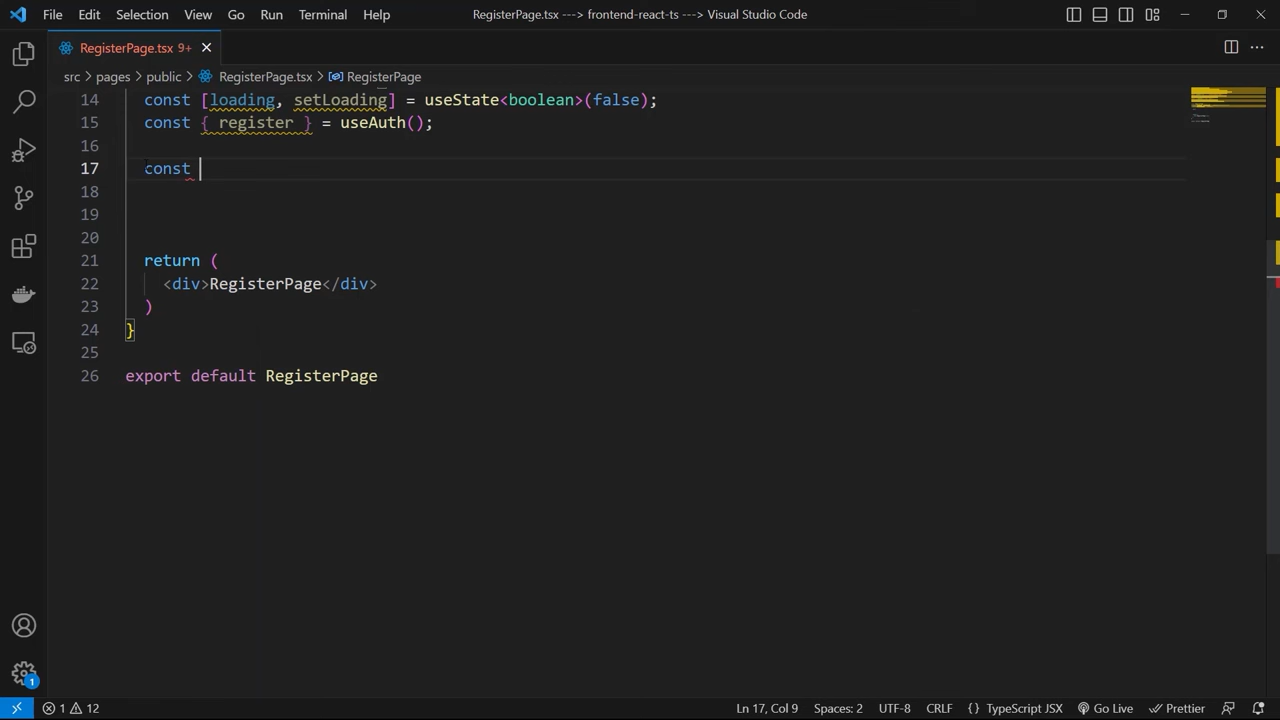 File Edit Selection View Go Run Terminal Help RegisterPage.tsx ---> frontend-react-ts ---> Visual Studio Code
RegisterPage.tsx 9+
src > pages > public > RegisterPage.tsx > RegisterPage
14 const [loading, setLoading] = useState<boolean>(false);
15 const { register } = useAuth();
16
17 const
18
19
20
21 return (
22 <div>RegisterPage</div>
23 )
24 }
25
26 export default RegisterPage
1
1 12 Ln 17, Col 9 Spaces: 2 UTF-8 CRLF { } TypeScript JSX Go Live Prettier